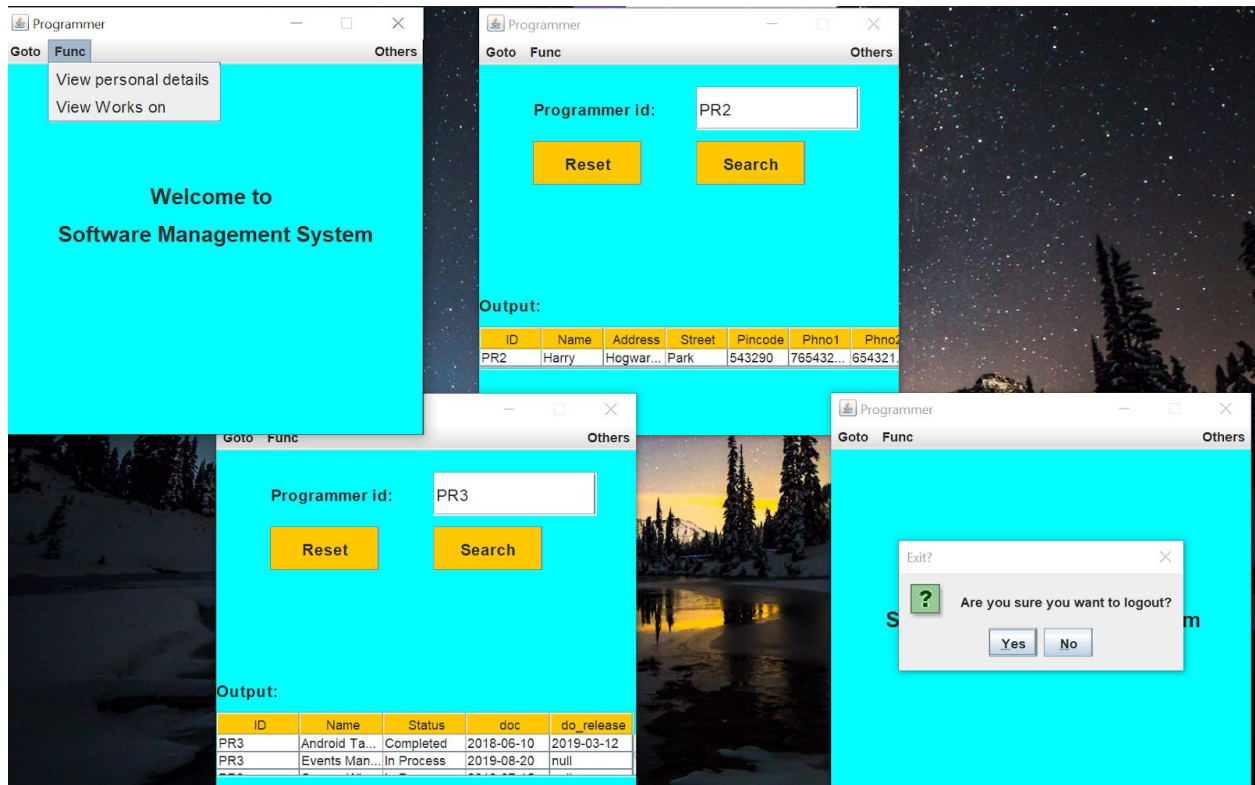 Programmer
Goto Func Others
View personal details
View Works on
Welcome to
Software Management System
Programmer
Goto Func Others
Programmer id: PR2
Reset Search
Output:
ID Name Address Street Pincode Phno1 Phno2
PR2 Harry Hogwar... Park 543290 765432... 654321.
Goto Func Others
Programmer id: PR3
Reset Search
Output:
ID Name Status doc do_release
PR3 Android Ta... Completed 2018-06-10 2019-03-12
PR3 Events Man... In Process 2019-08-20 null
Programmer
Goto Func Others
Exit?
Are you sure you want to logout?
S m
Yes No